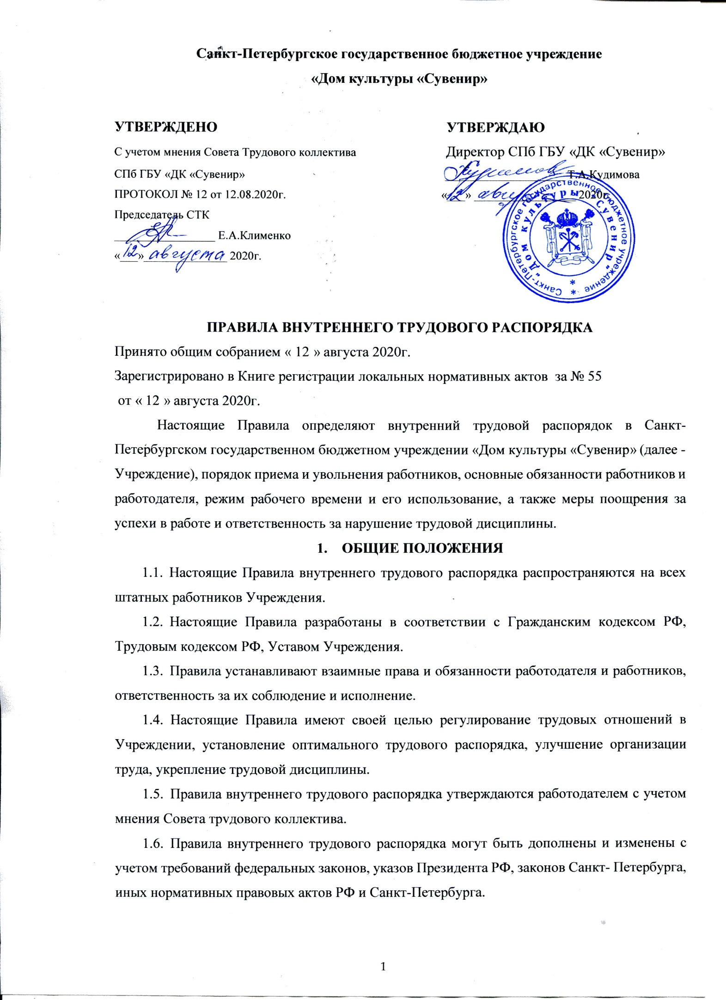 Санкт-Петербургское государственное бюджетное учреждение
«Дом культуры «Сувенир»
УТВЕРЖДЕНО
С учетом мнения Совета Трудового коллектива
СПб ГБУ «ДК «Сувенир»
ПРОТОКОЛ № 12 от 12.08.2020г.
Председатель СТК
_________________ Е.А.Клименко
«12» августа 2020г.
УТВЕРЖДАЮ
Директор СПб ГБУ «ДК «Сувенир»
Кудимова Т.А.Кудимова
«12» августа 2020г.
Санкт-Петербургское государственное бюджетное учреждение
"Дом культуры "Сувенир"
* *
ПРАВИЛА ВНУТРЕННЕГО ТРУДОВОГО РАСПОРЯДКА
Принято общим собранием « 12 » августа 2020г.
Зарегистрировано в Книге регистрации локальных нормативных актов за № 55
от « 12 » августа 2020г.
Настоящие Правила определяют внутренний трудовой распорядок в Санкт-
Петербургском государственном бюджетном учреждении «Дом культуры «Сувенир» (далее -
Учреждение), порядок приема и увольнения работников, основные обязанности работников и
работодателя, режим рабочего времени и его использование, а также меры поощрения за
успехи в работе и ответственность за нарушение трудовой дисциплины.
1. ОБЩИЕ ПОЛОЖЕНИЯ
1.1. Настоящие Правила внутреннего трудового распорядка распространяются на всех
штатных работников Учреждения.
1.2. Настоящие Правила разработаны в соответствии с Гражданским кодексом РФ,
Трудовым кодексом РФ, Уставом Учреждения.
1.3. Правила устанавливают взаимные права и обязанности работодателя и работников,
ответственность за их соблюдение и исполнение.
1.4. Настоящие Правила имеют своей целью регулирование трудовых отношений в
Учреждении, установление оптимального трудового распорядка, улучшение организации
труда, укрепление трудовой дисциплины.
1.5. Правила внутреннего трудового распорядка утверждаются работодателем с учетом
мнения Совета трудового коллектива.
1.6. Правила внутреннего трудового распорядка могут быть дополнены и изменены с
учетом требований федеральных законов, указов Президента РФ, законов Санкт- Петербурга,
иных нормативных правовых актов РФ и Санкт-Петербурга.
1